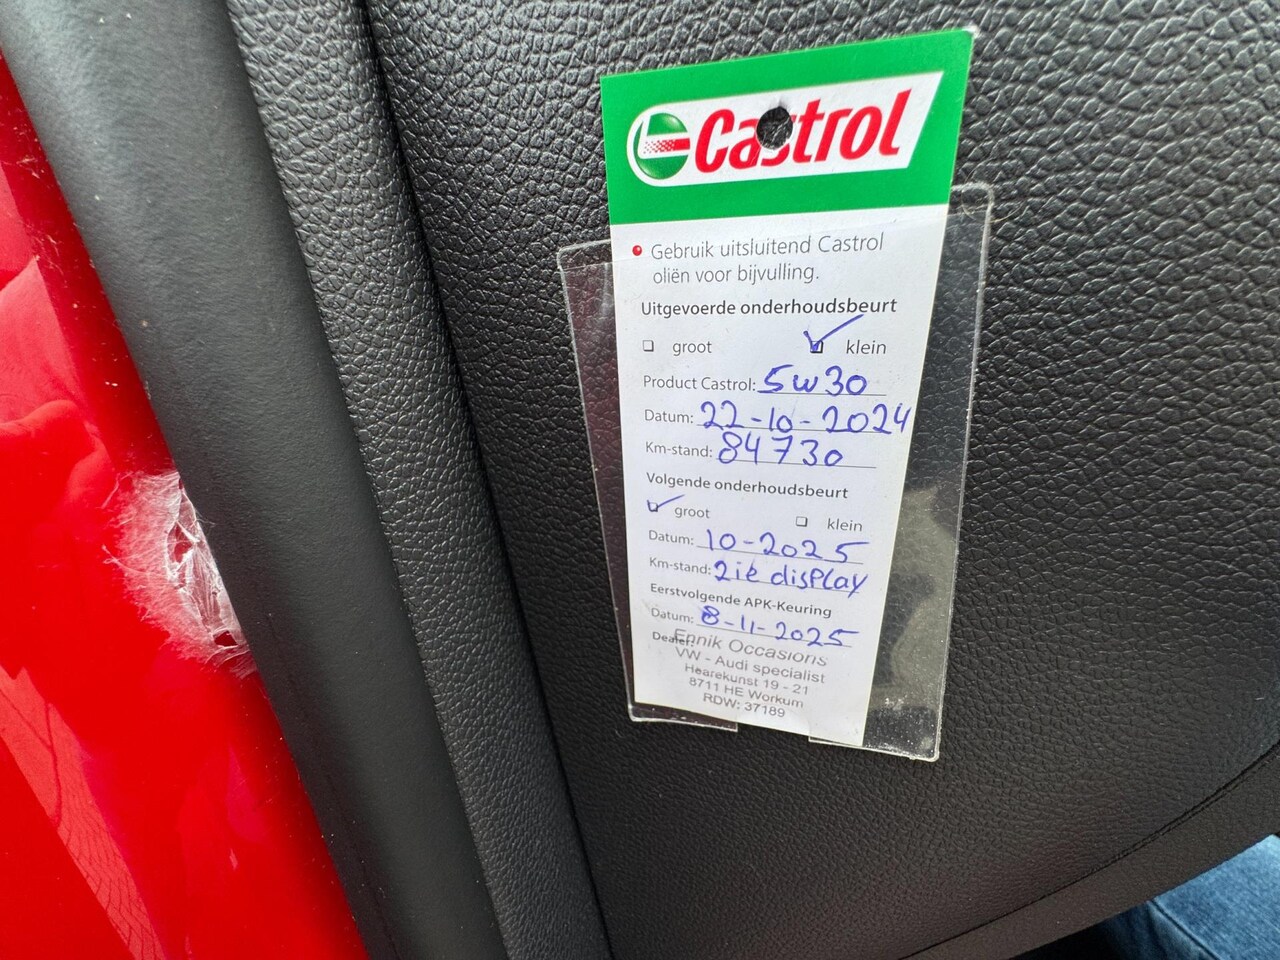 Castrol
Gebruik uitsluitend Castrol
oliën voor bijvulling.
Uitgevoerde onderhoudsbeurt
groot klein
Product Castrol: 5w30
Datum: 22-10-2024
Km-stand: 84730
Volgende onderhoudsbeurt
groot klein
Datum: 10-2025
Km-stand: zie display
Eerstvolgende APK-Keuring
Datum: 8-11-2025
Dealer:
Ennik Occasions
VW - Audi specialist
Hearekunst 19 - 21
8711 HE Workum
RDW: 37189